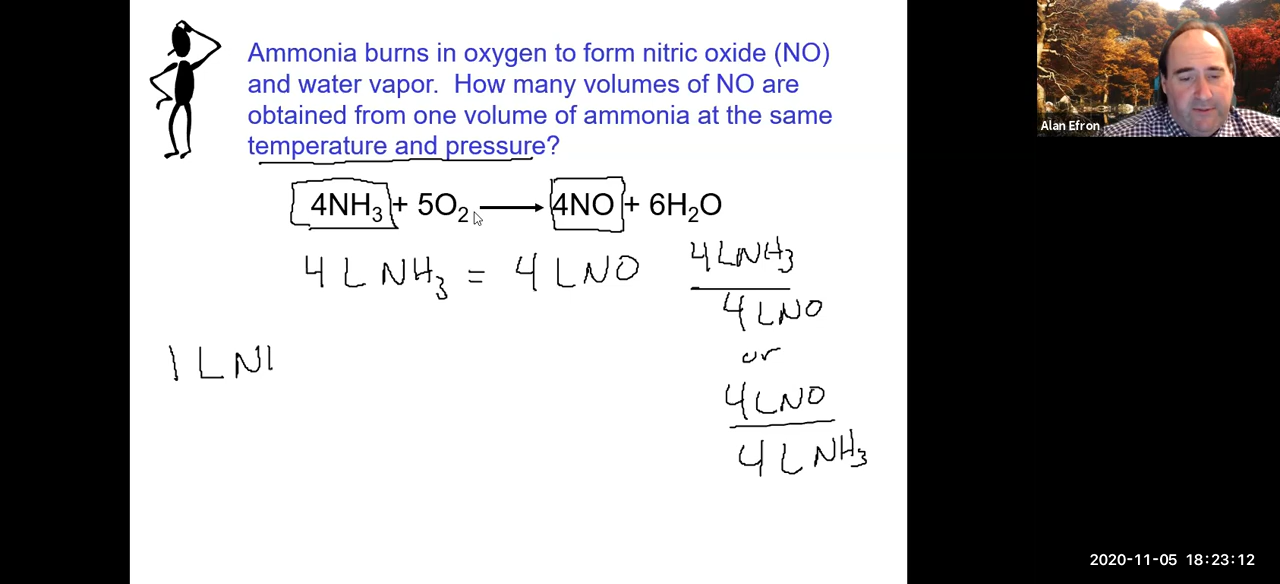 Ammonia burns in oxygen to form nitric oxide (NO)
and water vapor. How many volumes of NO are
obtained from one volume of ammonia at the same
temperature and pressure?
4NH₃ + 5O₂ ⟶ 4NO + 6H₂O
4 L NH₃ = 4 L NO
4 L NH₃
4 L NO
or
4 L NO
4 L NH₃
1 L NI
Alan Efron
2020-11-05 18:23:12